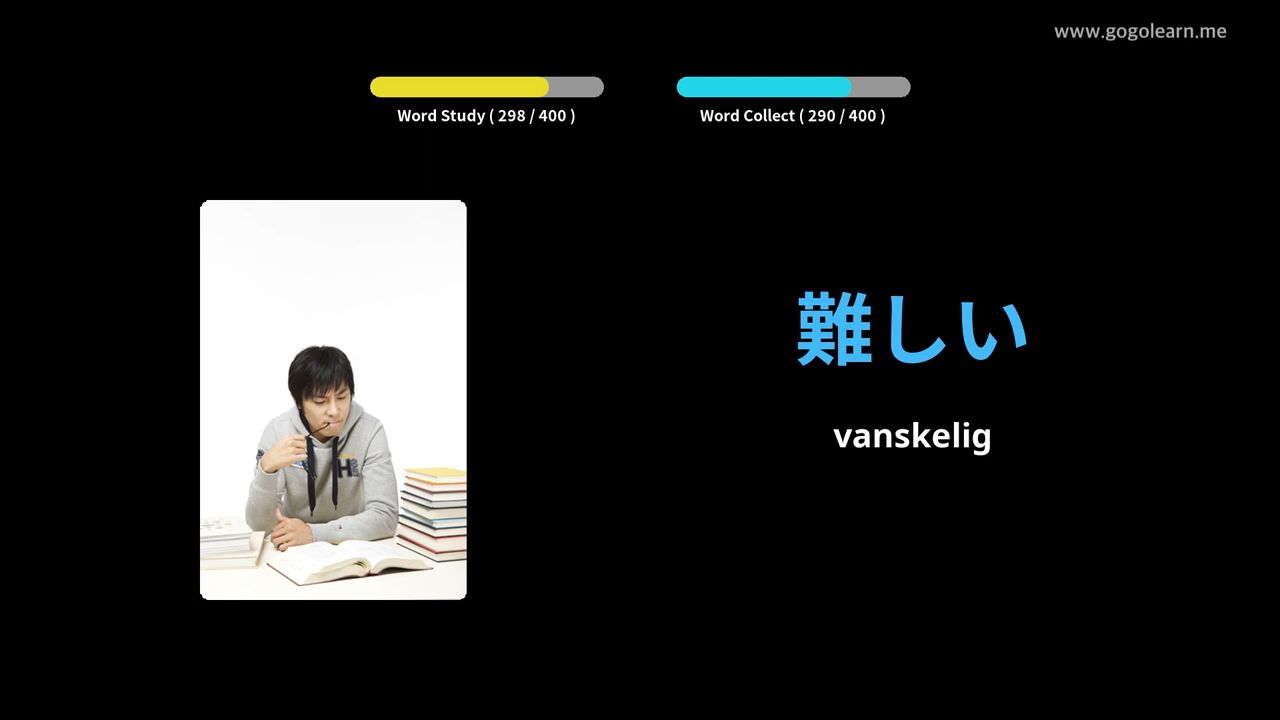 www.gogolearn.me
Word Study ( 298 / 400 )
Word Collect ( 290 / 400 )
難しい
vanskelig
H